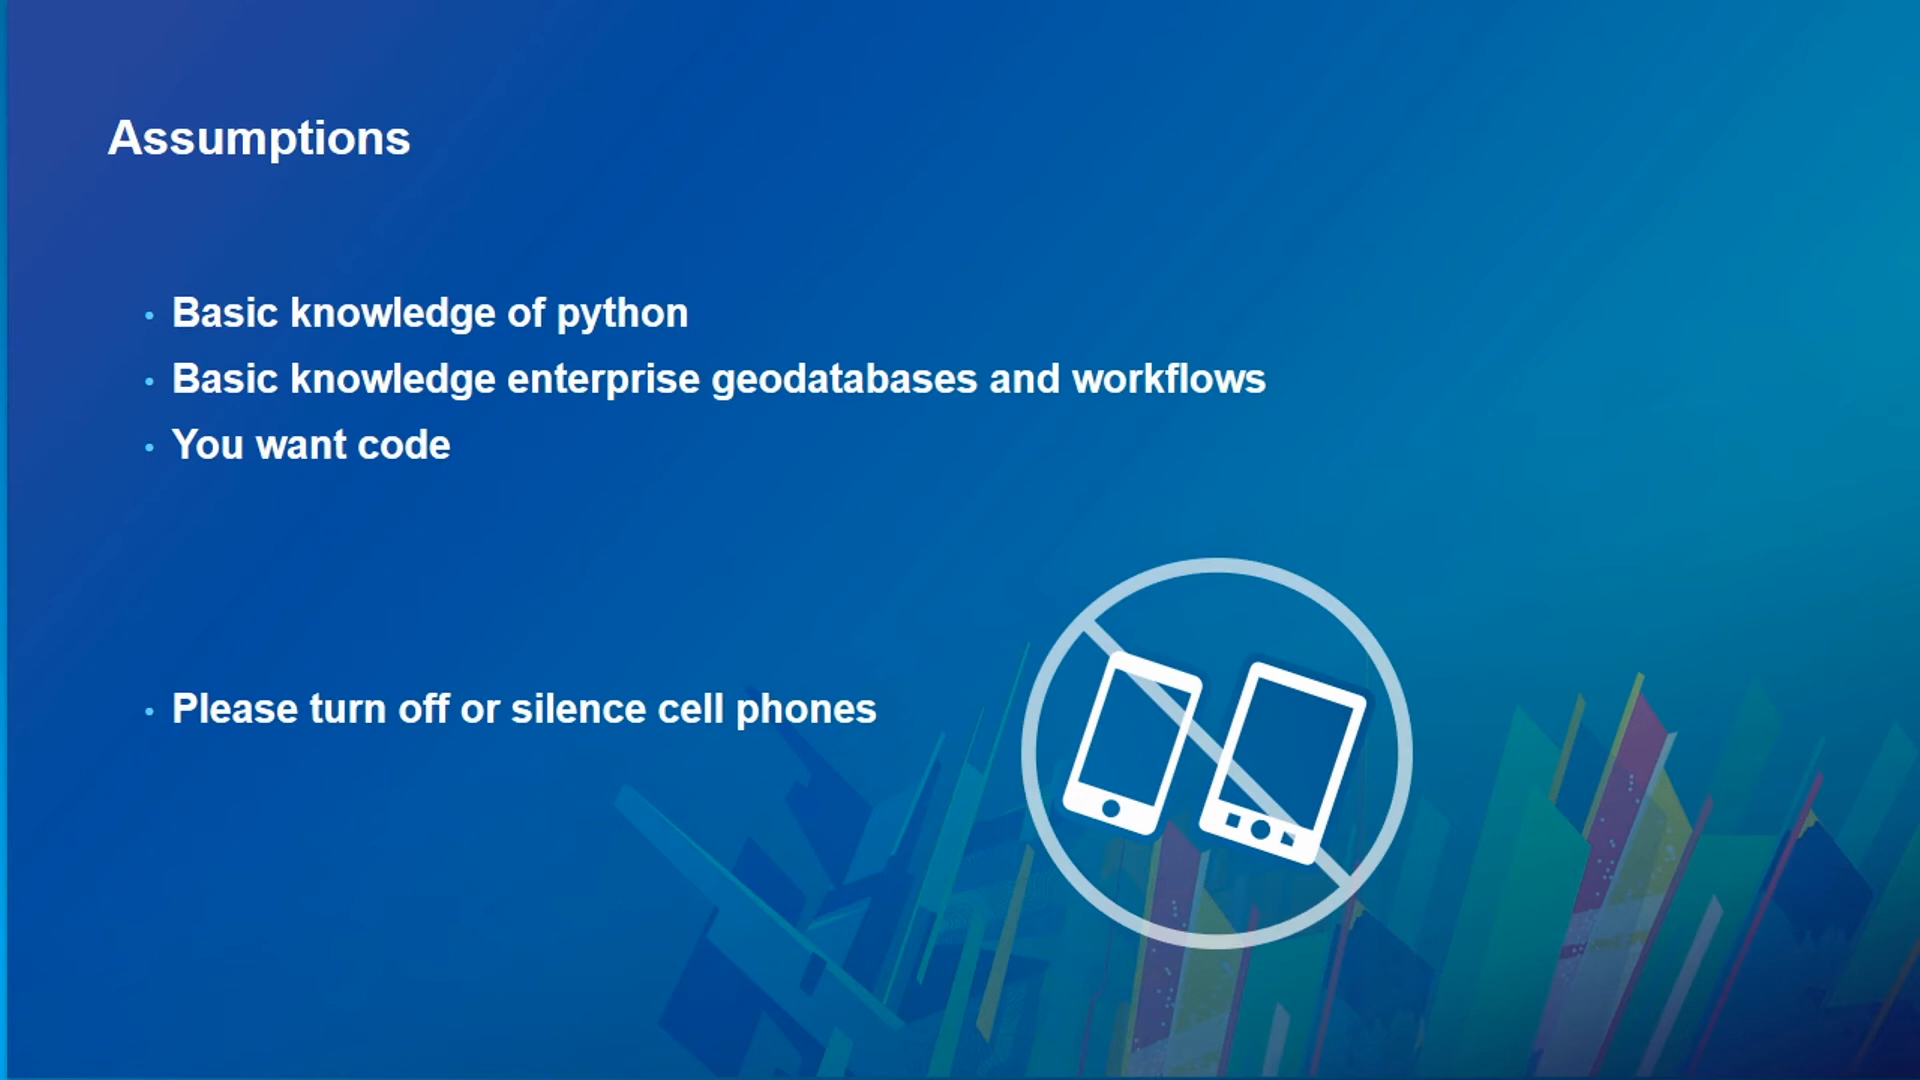 Assumptions
• Basic knowledge of python
• Basic knowledge enterprise geodatabases and workflows
• You want code
• Please turn off or silence cell phones